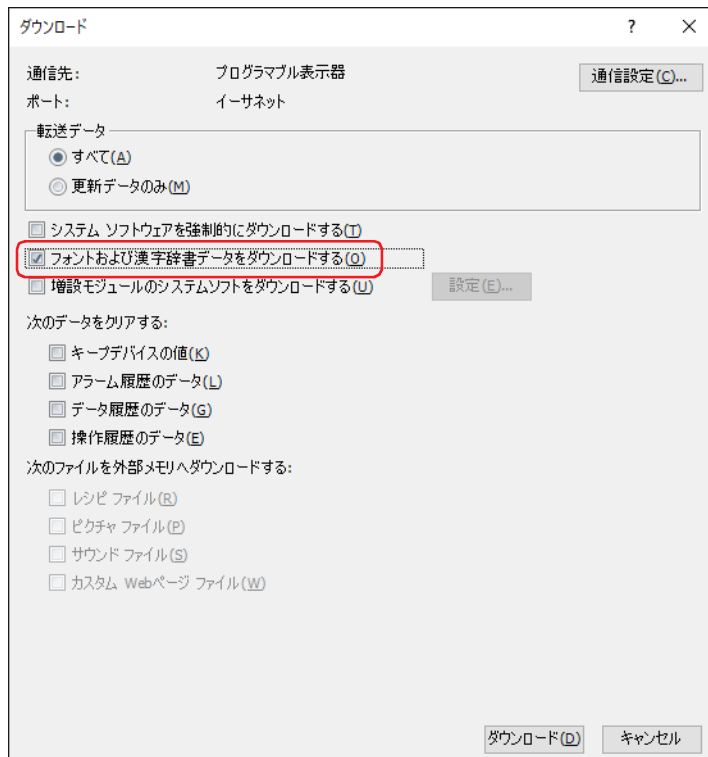 ダウンロード ? ×
通信先: プログラマブル表示器 通信設定(C)...
ポート: イーサネット
転送データ
すべて(A)
更新データのみ(M)
システム ソフトウェアを強制的にダウンロードする(T)
フォントおよび漢字辞書データをダウンロードする(O)
増設モジュールのシステムソフトをダウンロードする(U) 設定(E)...
次のデータをクリアする:
キープデバイスの値(K)
アラーム履歴のデータ(L)
データ履歴のデータ(G)
操作履歴のデータ(E)
次のファイルを外部メモリへダウンロードする:
レシピ ファイル(R)
ピクチャ ファイル(P)
サウンド ファイル(S)
カスタム Webページ ファイル(W)
ダウンロード(D) キャンセル